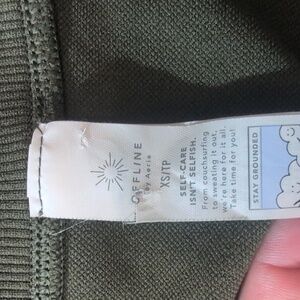 OFFLINE
by Aerie
XS/TP
SELF-CARE
ISN'T SELFISH.
From couchsurfing
to sweating it out,
we're here for it all.
Take time for you!
STAY GROUNDED